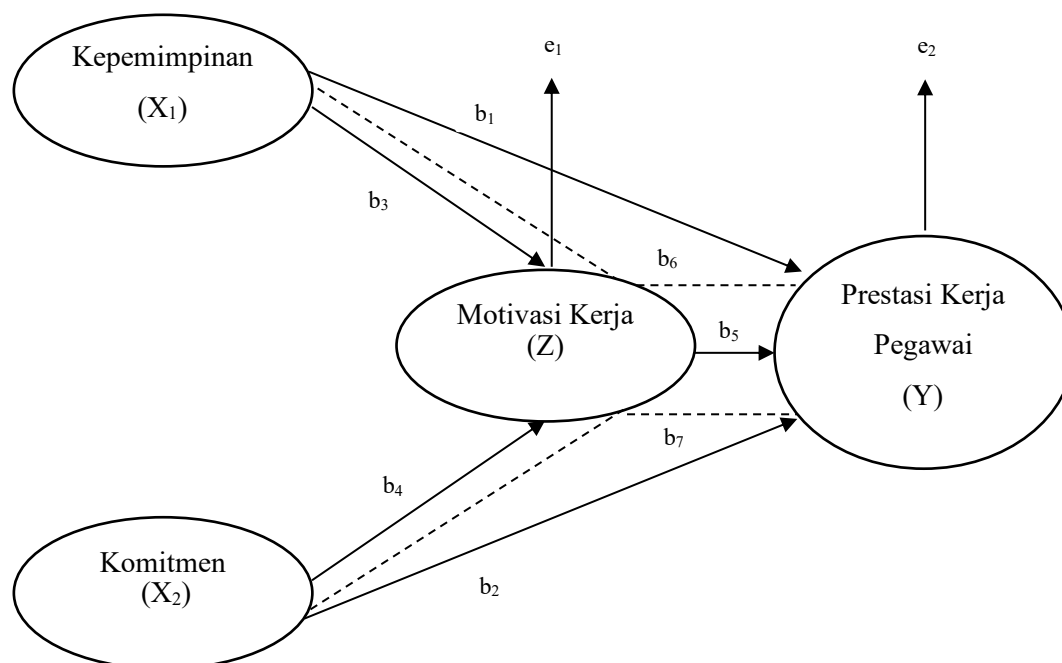 Kepemimpinan
(X₁)
e₁
e₂
b₁
b₃
b₆
Motivasi Kerja
(Z)
b₅
Prestasi Kerja
Pegawai
(Y)
b₇
b₄
Komitmen
(X₂)
b₂